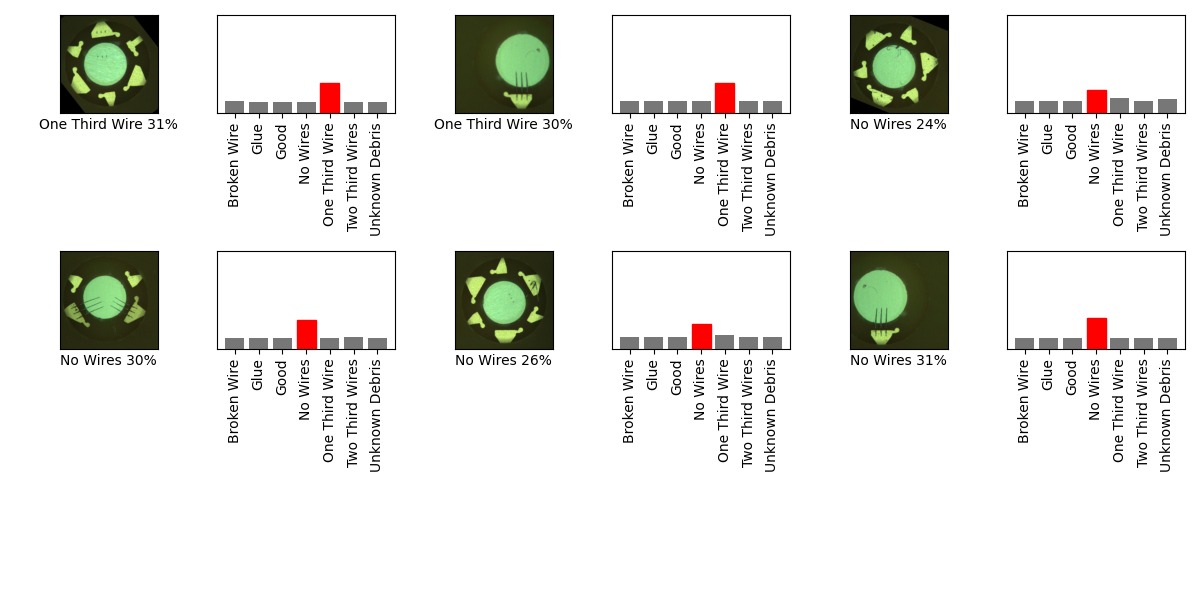 One Third Wire 31%
Broken Wire
Glue
Good
No Wires
One Third Wire
Two Third Wires
Unknown Debris
One Third Wire 30%
Broken Wire
Glue
Good
No Wires
One Third Wire
Two Third Wires
Unknown Debris
No Wires 24%
Broken Wire
Glue
Good
No Wires
One Third Wire
Two Third Wires
Unknown Debris
No Wires 30%
Broken Wire
Glue
Good
No Wires
One Third Wire
Two Third Wires
Unknown Debris
No Wires 26%
Broken Wire
Glue
Good
No Wires
One Third Wire
Two Third Wires
Unknown Debris
No Wires 31%
Broken Wire
Glue
Good
No Wires
One Third Wire
Two Third Wires
Unknown Debris